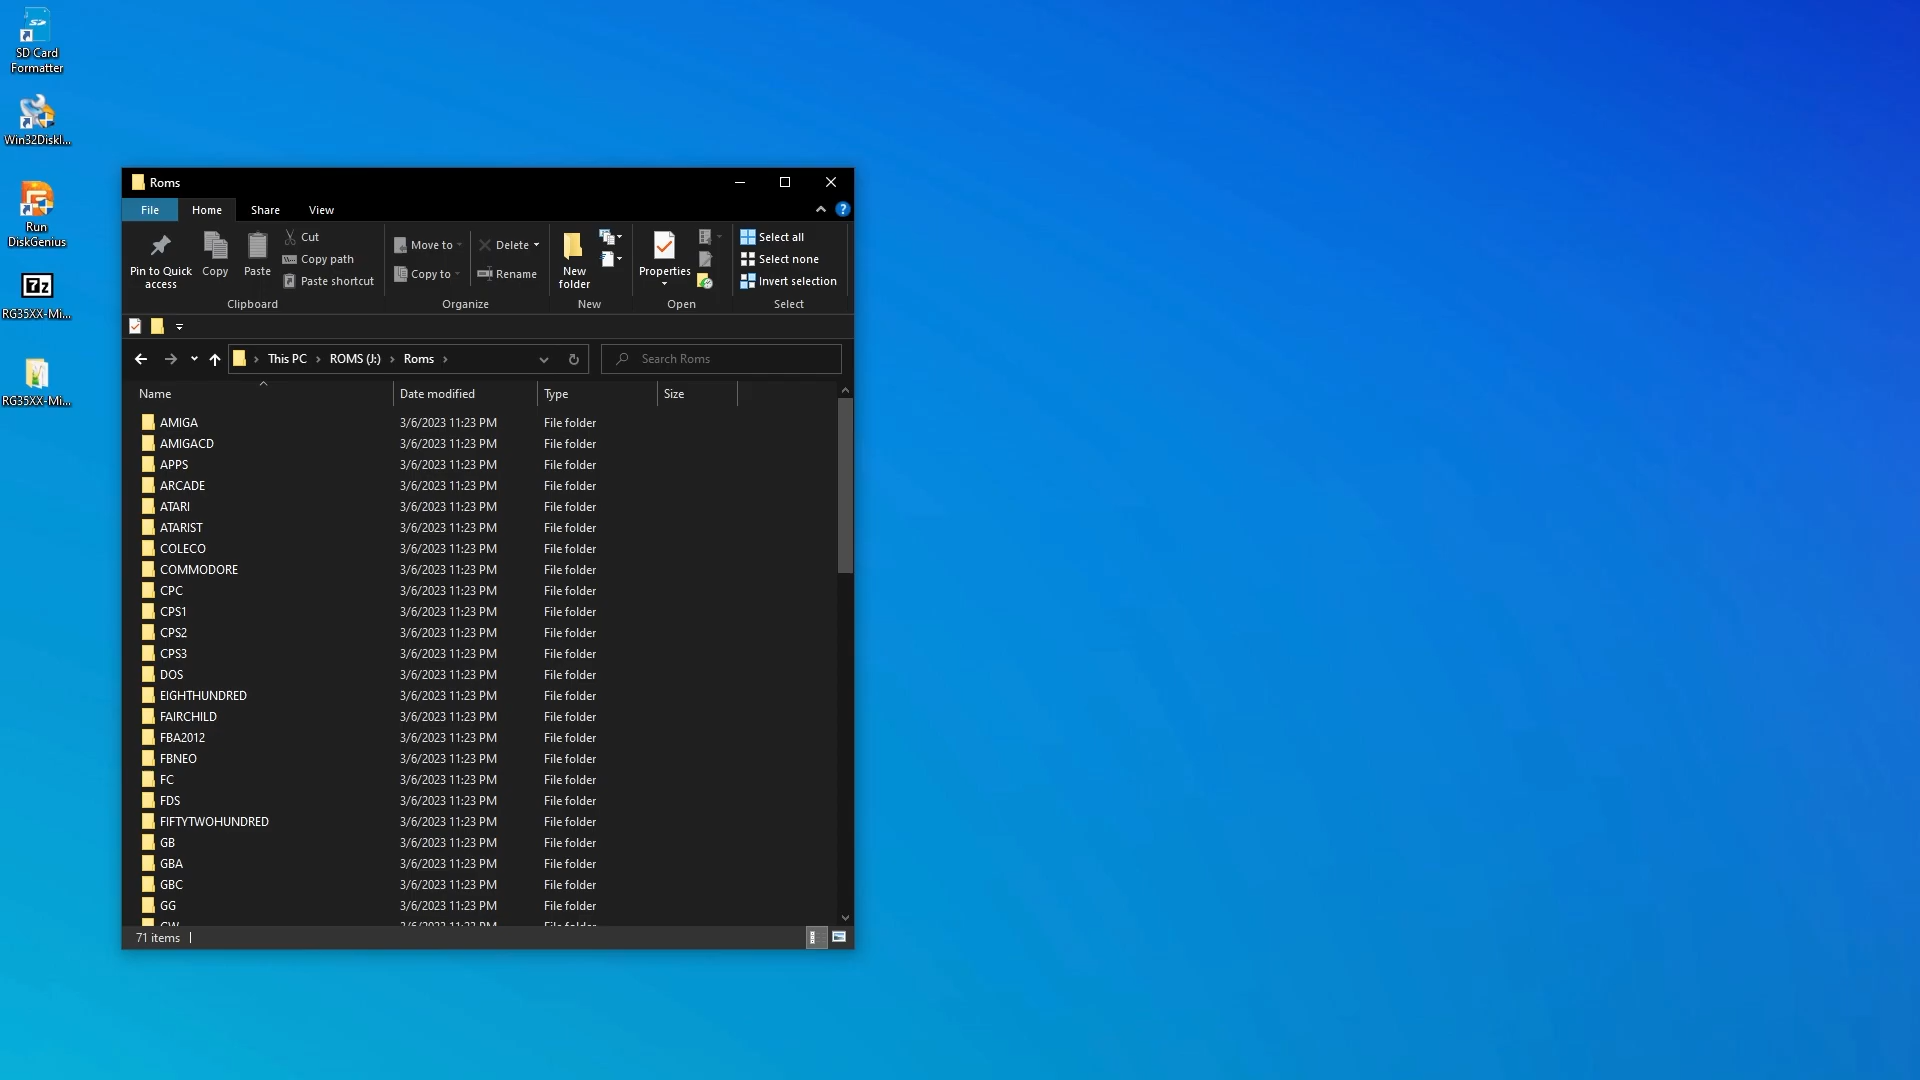 SD Card
Formatter
Win32DiskI...
Run
DiskGenius
RG35XX-Mi...
RG35XX-Mi...
Roms
File Home Share View
Pin to Quick
access
Copy
Paste
Cut
Copy path
Paste shortcut
Clipboard
Move to
Copy to
Delete
Rename
Organize
New
folder
New
Properties
Open
Select all
Select none
Invert selection
Select
This PC ROMS (J:) Roms
Search Roms
Name Date modified Type Size
AMIGA 3/6/2023 11:23 PM File folder
AMIGACD 3/6/2023 11:23 PM File folder
APPS 3/6/2023 11:23 PM File folder
ARCADE 3/6/2023 11:23 PM File folder
ATARI 3/6/2023 11:23 PM File folder
ATARIST 3/6/2023 11:23 PM File folder
COLECO 3/6/2023 11:23 PM File folder
COMMODORE 3/6/2023 11:23 PM File folder
CPC 3/6/2023 11:23 PM File folder
CPS1 3/6/2023 11:23 PM File folder
CPS2 3/6/2023 11:23 PM File folder
CPS3 3/6/2023 11:23 PM File folder
DOS 3/6/2023 11:23 PM File folder
EIGHTHUNDRED 3/6/2023 11:23 PM File folder
FAIRCHILD 3/6/2023 11:23 PM File folder
FBA2012 3/6/2023 11:23 PM File folder
FBNEO 3/6/2023 11:23 PM File folder
FC 3/6/2023 11:23 PM File folder
FDS 3/6/2023 11:23 PM File folder
FIFTYTWOHUNDRED 3/6/2023 11:23 PM File folder
GB 3/6/2023 11:23 PM File folder
GBA 3/6/2023 11:23 PM File folder
GBC 3/6/2023 11:23 PM File folder
GG 3/6/2023 11:23 PM File folder
71 items